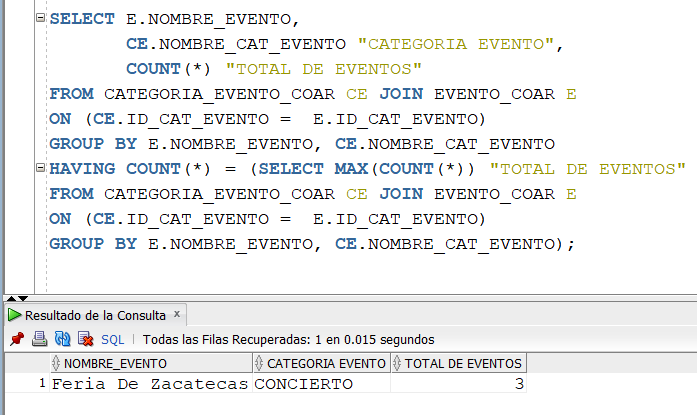 SELECT E.NOMBRE_EVENTO,
CE.NOMBRE_CAT_EVENTO "CATEGORIA EVENTO",
COUNT(*) "TOTAL DE EVENTOS"
FROM CATEGORIA_EVENTO_COAR CE JOIN EVENTO_COAR E
ON (CE.ID_CAT_EVENTO = E.ID_CAT_EVENTO)
GROUP BY E.NOMBRE_EVENTO, CE.NOMBRE_CAT_EVENTO
HAVING COUNT(*) = (SELECT MAX(COUNT(*)) "TOTAL DE EVENTOS"
FROM CATEGORIA_EVENTO_COAR CE JOIN EVENTO_COAR E
ON (CE.ID_CAT_EVENTO = E.ID_CAT_EVENTO)
GROUP BY E.NOMBRE_EVENTO, CE.NOMBRE_CAT_EVENTO);
Resultado de la Consulta x
SQL | Todas las Filas Recuperadas: 1 en 0.015 segundos
NOMBRE_EVENTO CATEGORIA EVENTO TOTAL DE EVENTOS
1 Feria De Zacatecas CONCIERTO 3